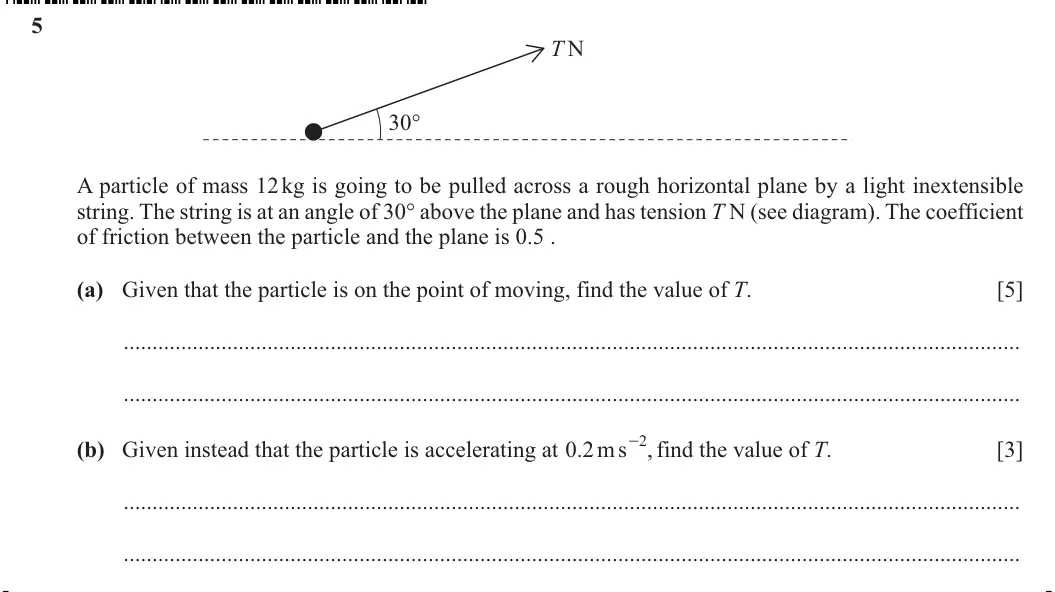 5
T N
30°
A particle of mass 12 kg is going to be pulled across a rough horizontal plane by a light inextensible
string. The string is at an angle of 30° above the plane and has tension T N (see diagram). The coefficient
of friction between the particle and the plane is 0.5 .
(a) Given that the particle is on the point of moving, find the value of T. [5]
(b) Given instead that the particle is accelerating at 0.2 m s⁻², find the value of T. [3]